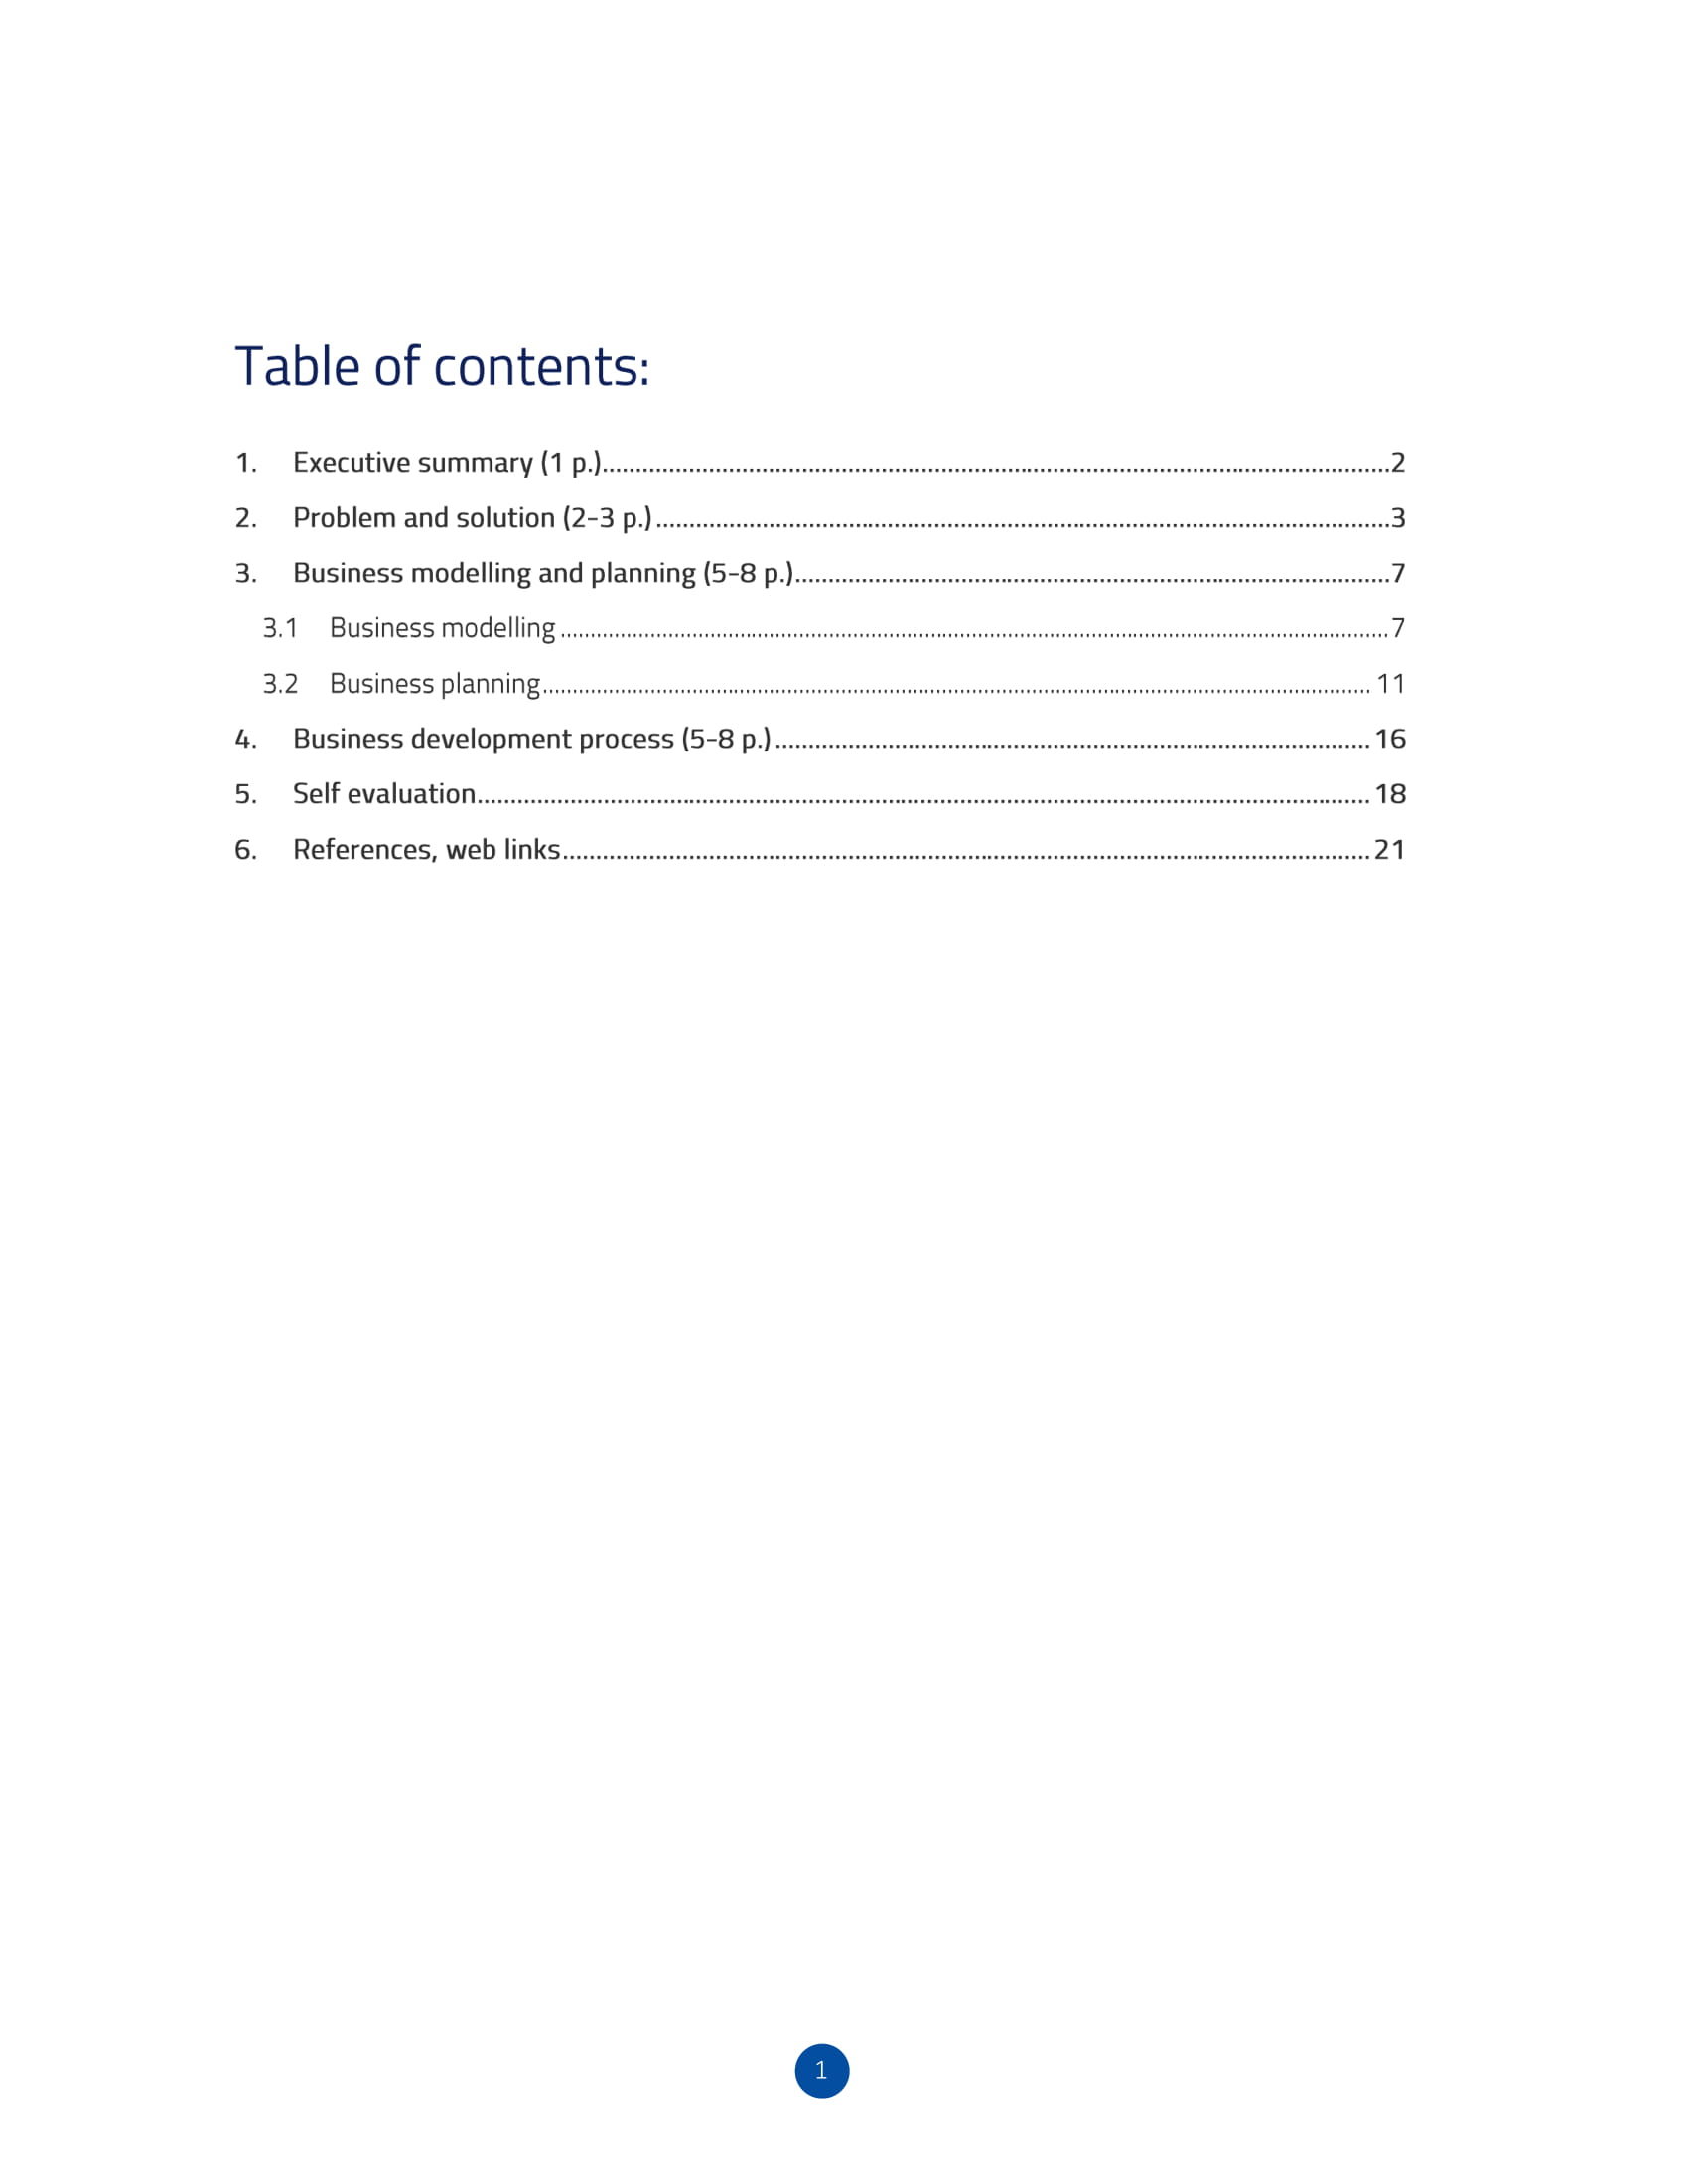 Table of contents:
1. Executive summary (1 p.)........................................2
2. Problem and solution (2-3 p.)........................................3
3. Business modelling and planning (5-8 p.)........................................7
3.1 Business modelling........................................7
3.2 Business planning........................................11
4. Business development process (5-8 p.)........................................16
5. Self evaluation........................................18
6. References, web links........................................21
1